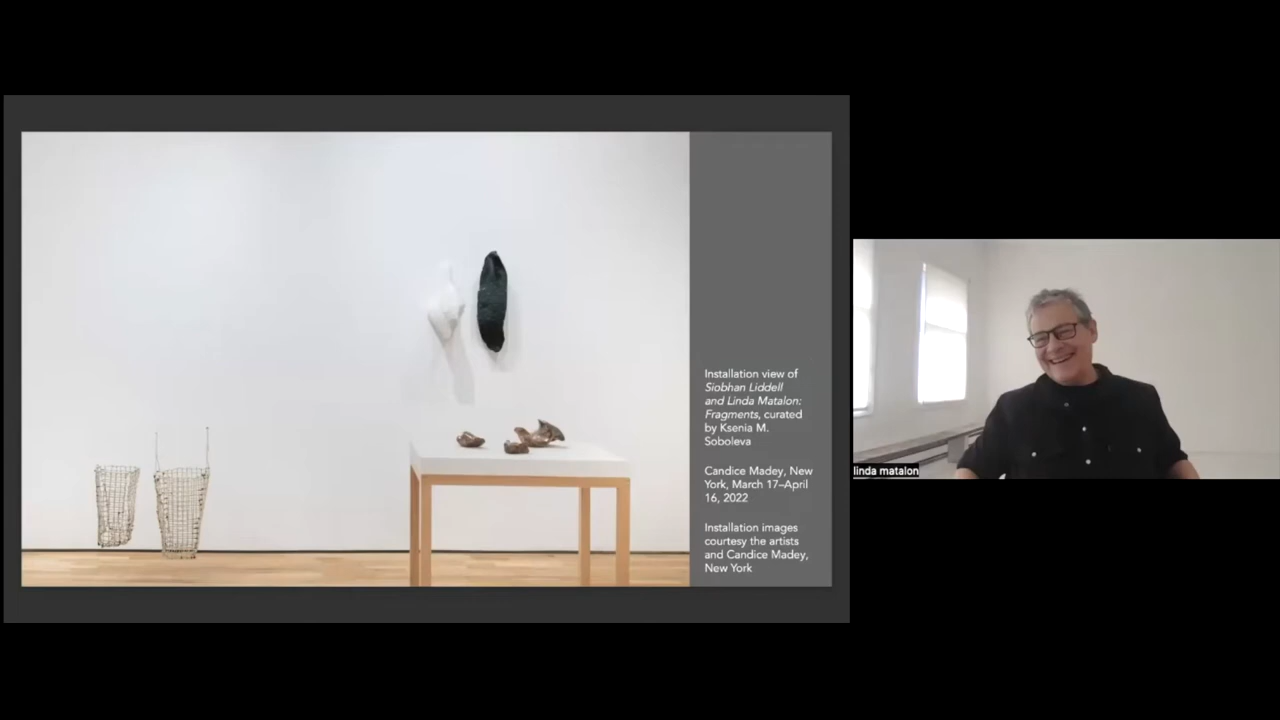 Installation view of
Siobhan Liddell
and Linda Matalon:
Fragments, curated
by Ksenia M.
Soboleva
Candice Madey, New
York, March 17–April
16, 2022
Installation images
courtesy the artists
and Candice Madey,
New York
linda matalon